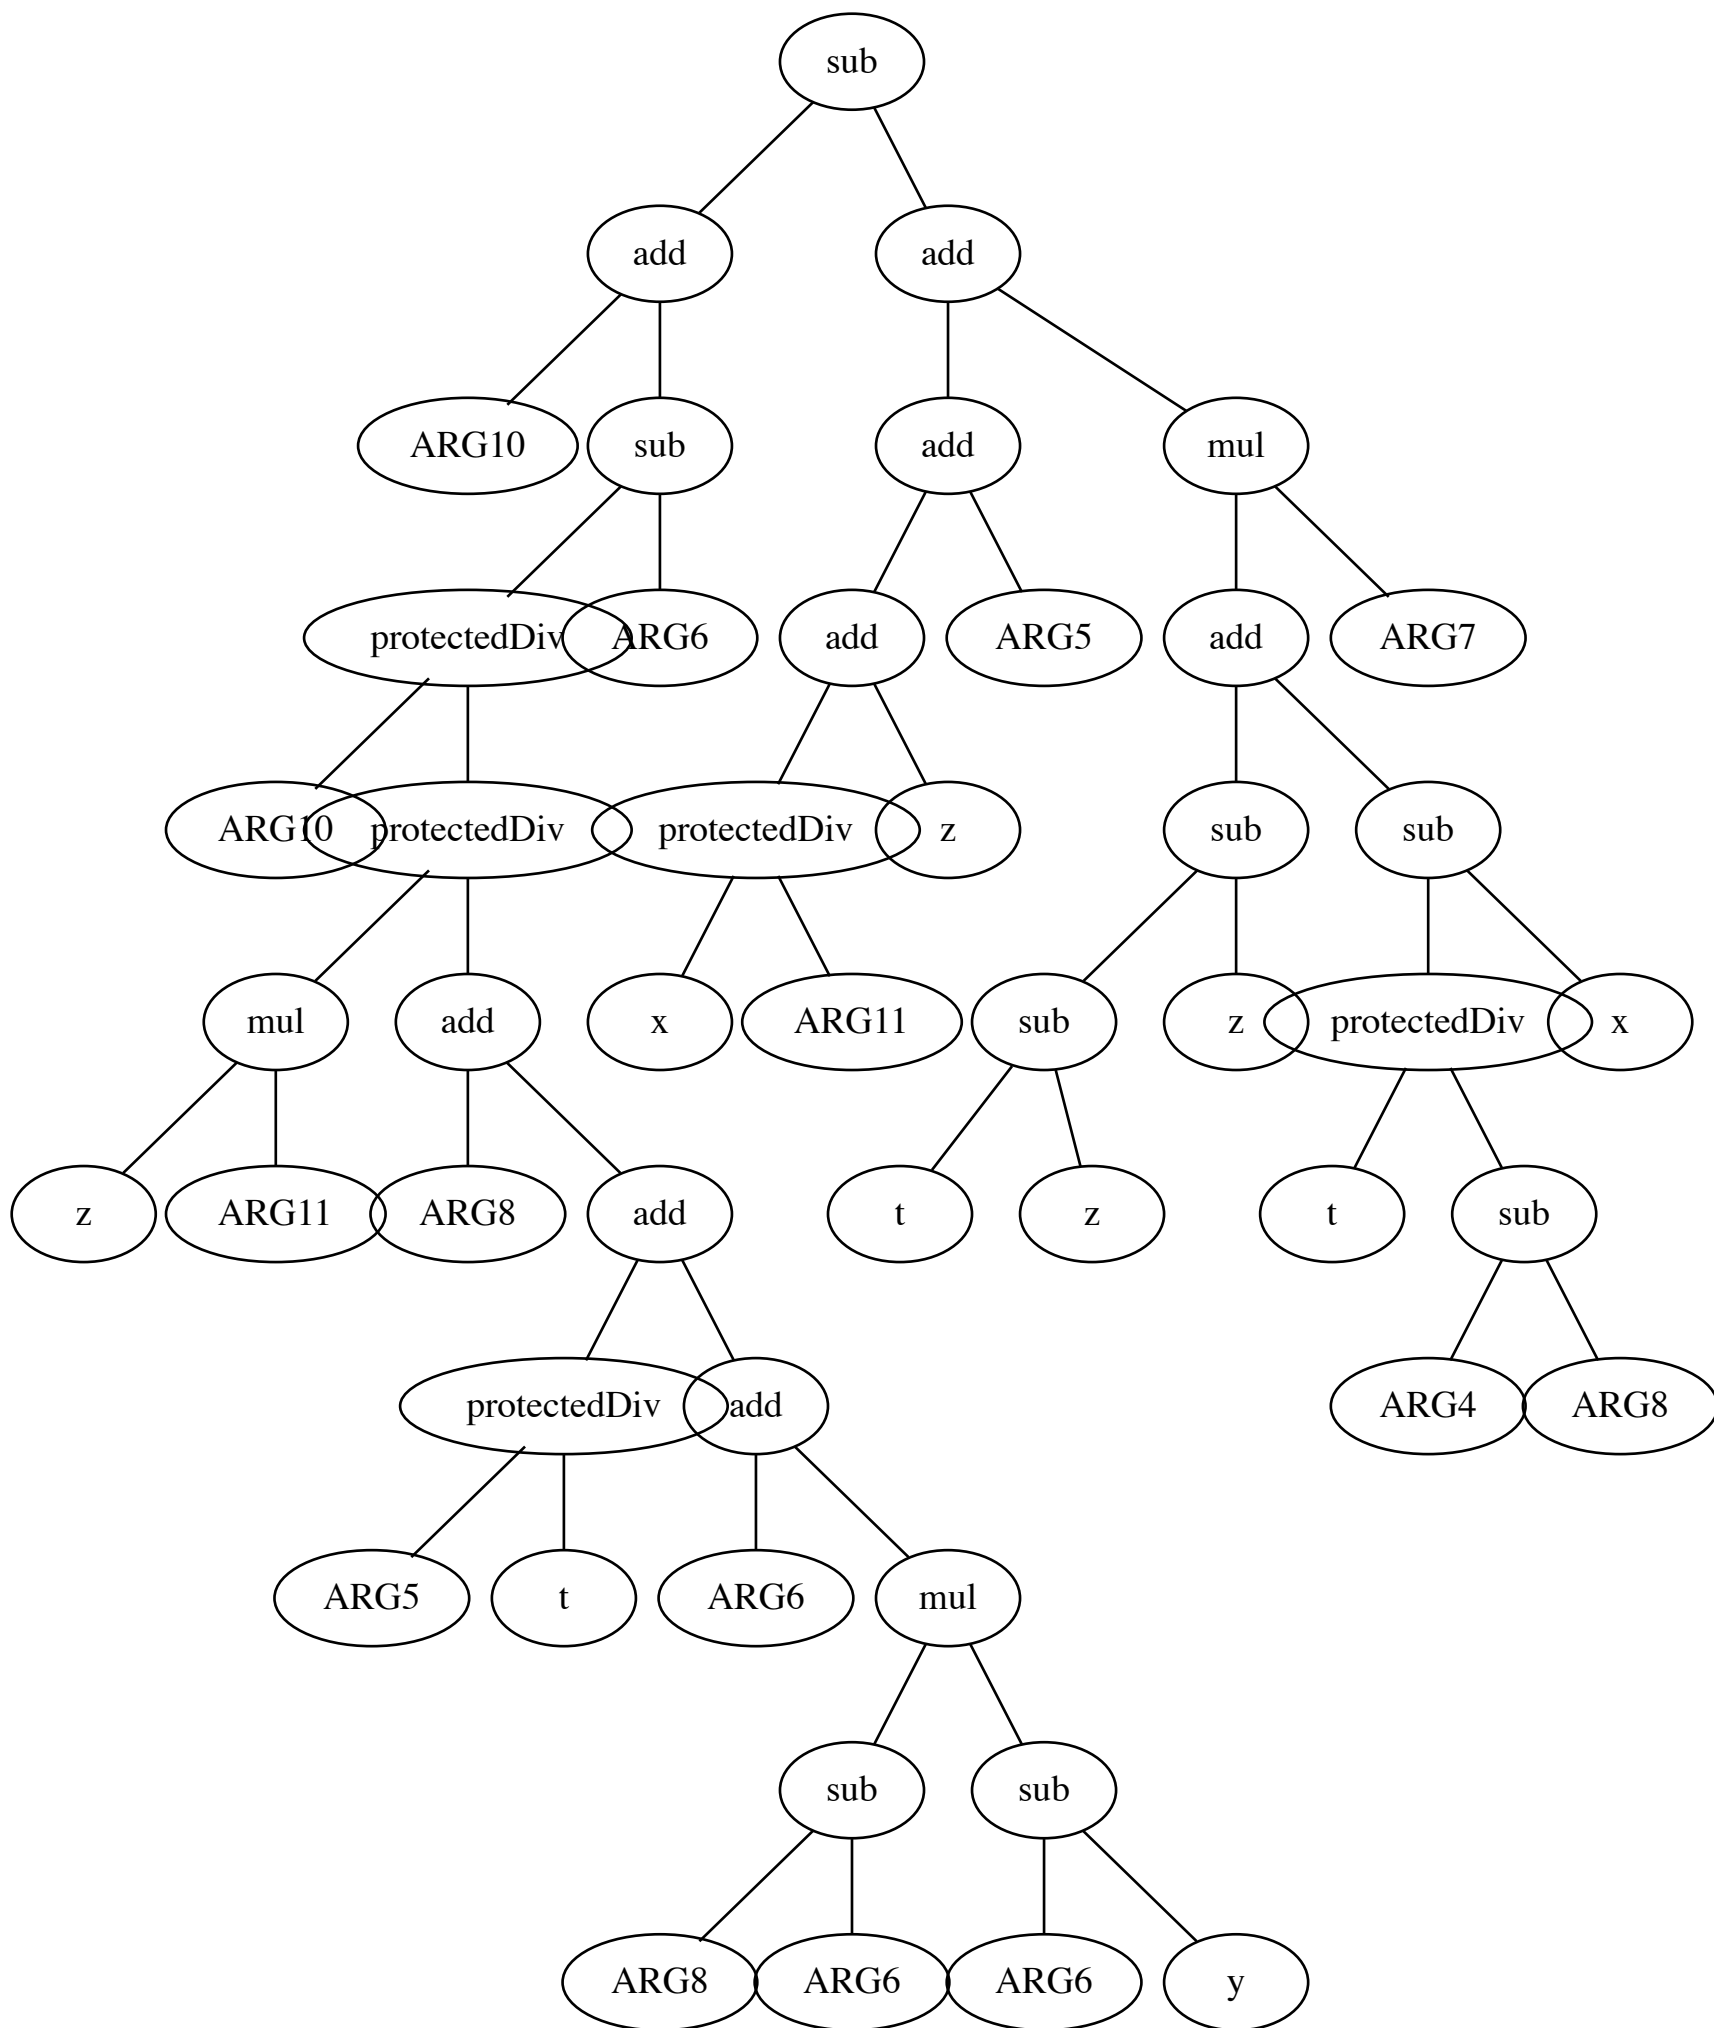 sub
add add
ARG10 sub add mul
protectedDiv ARG6 add ARG5 add ARG7
ARG10 protectedDiv protectedDiv z sub sub
mul add x ARG11 sub z protectedDiv x
z ARG11 ARG8 add t z t sub
protectedDiv add ARG4 ARG8
ARG5 t ARG6 mul
sub sub
ARG8 ARG6 ARG6 y